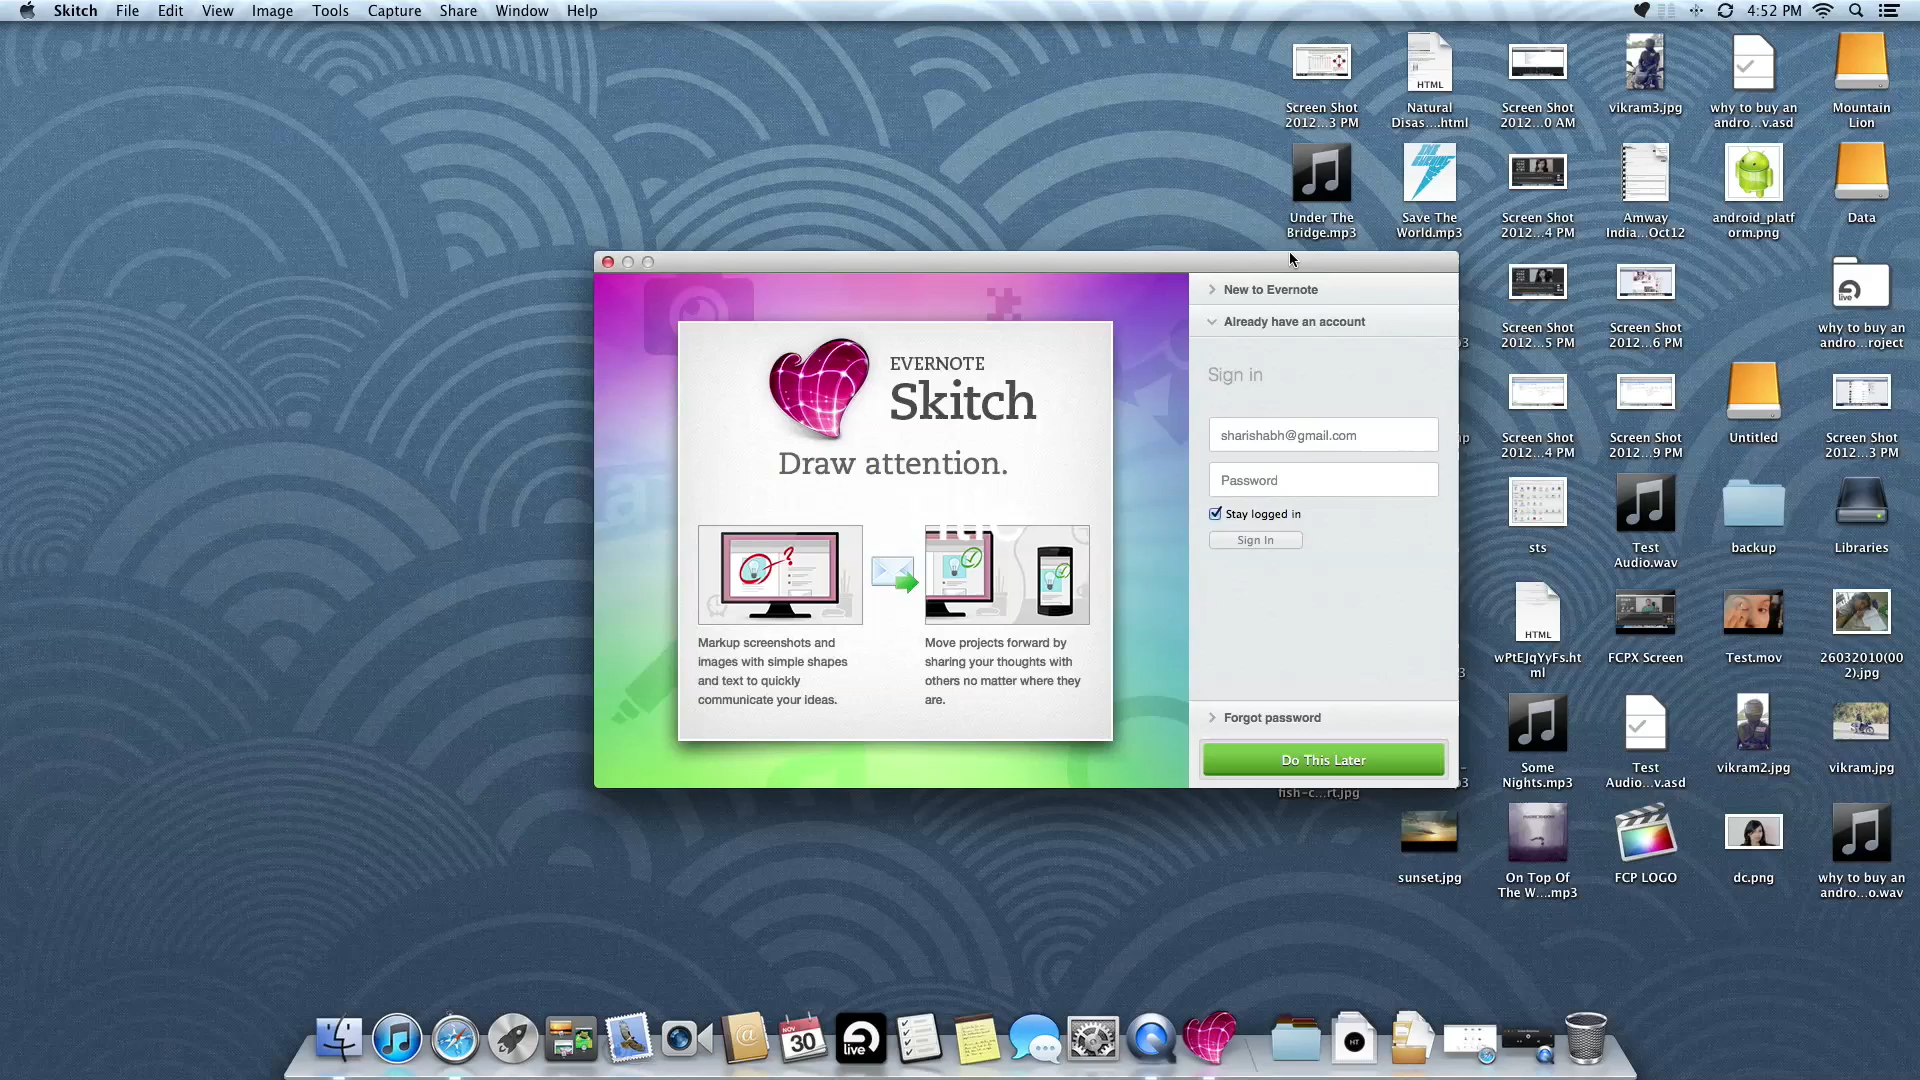 Skitch File Edit View Image Tools Capture Share Window Help 4:52 PM
Screen Shot
2012...3 PM
Natural
Disas....html
Screen Shot
2012...0 AM
vikram3.jpg
why to buy an
andro...v.asd
Mountain
Lion
HTML
Under The
Bridge.mp3
Save The
World.mp3
Screen Shot
2012...4 PM
Amway
India...Oct12
android_platf
orm.png
Data
New to Evernote
Already have an account
Sign in
sharishabh@gmail.com
Password
Stay logged in
Sign In
Forgot password
Do This Later
EVERNOTE
Skitch
Draw attention.
Markup screenshots and
images with simple shapes
and text to quickly
communicate your ideas.
Move projects forward by
sharing your thoughts with
others no matter where they
are.
Screen Shot
2012...5 PM
Screen Shot
2012...6 PM
live
why to buy an
andro...roject
Screen Shot
2012...4 PM
Screen Shot
2012...9 PM
Untitled
Screen Shot
2012...3 PM
sts
Test
Audio.wav
backup
Libraries
HTML
wPtEJqYyFs.ht
ml
FCPX Screen
Test.mov
26032010(00
2).jpg
Some
Nights.mp3
Test
Audio...v.asd
vikram2.jpg
vikram.jpg
fish-c...rt.jpg
sunset.jpg
On Top Of
The W....mp3
FCP LOGO
dc.png
why to buy an
andro...o.wav
NOV
30
live
HT